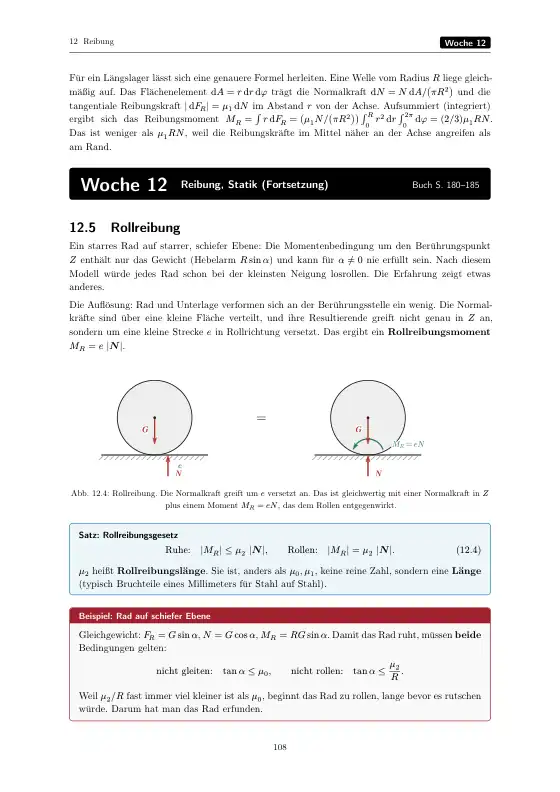 12 Reibung
Woche 12
Für ein Längslager lässt sich eine genauere Formel herleiten. Eine Welle vom Radius R liege gleich-
mäßig auf. Das Flächenelement dA = r dr dφ trägt die Normalkraft dN = N dA/(πR²) und die
tangentiale Reibungskraft | dF_R| = μ₁ dN im Abstand r von der Achse. Aufsummiert (integriert)
ergibt sich das Reibungsmoment M_R = ∫ r dF_R = (μ₁N/(πR²)) ∫₀^R r² dr ∫₀^2π dφ = (2/3)μ₁RN.
Das ist weniger als μ₁RN, weil die Reibungskräfte im Mittel näher an der Achse angreifen als
am Rand.
Woche 12 Reibung, Statik (Fortsetzung) Buch S. 180–185
12.5 Rollreibung
Ein starres Rad auf starrer, schiefer Ebene: Die Momentenbedingung um den Berührungspunkt
Z enthält nur das Gewicht (Hebelarm R sin α) und kann für α ≠ 0 nie erfüllt sein. Nach diesem
Modell würde jedes Rad schon bei der kleinsten Neigung losrollen. Die Erfahrung zeigt etwas
anderes.
Die Auflösung: Rad und Unterlage verformen sich an der Berührungsstelle ein wenig. Die Normal-
kräfte sind über eine kleine Fläche verteilt, und ihre Resultierende greift nicht genau in Z an,
sondern um eine kleine Strecke e in Rollrichtung versetzt. Das ergibt ein Rollreibungsmoment
M_R = e |N|.
G
e
N
=
G
M_R = eN
N
Abb. 12.4: Rollreibung. Die Normalkraft greift um e versetzt an. Das ist gleichwertig mit einer Normalkraft in Z
plus einem Moment M_R = eN, das dem Rollen entgegenwirkt.
Satz: Rollreibungsgesetz
Ruhe: |M_R| ≤ μ₂ |N|, Rollen: |M_R| = μ₂ |N|. (12.4)
μ₂ heißt Rollreibungslänge. Sie ist, anders als μ₀, μ₁, keine reine Zahl, sondern eine Länge
(typisch Bruchteile eines Millimeters für Stahl auf Stahl).
Beispiel: Rad auf schiefer Ebene
Gleichgewicht: F_R = G sin α, N = G cos α, M_R = RG sin α. Damit das Rad ruht, müssen beide
Bedingungen gelten:
nicht gleiten: tan α ≤ μ₀, nicht rollen: tan α ≤ μ₂/R.
Weil μ₂/R fast immer viel kleiner ist als μ₀, beginnt das Rad zu rollen, lange bevor es rutschen
würde. Darum hat man das Rad erfunden.
108